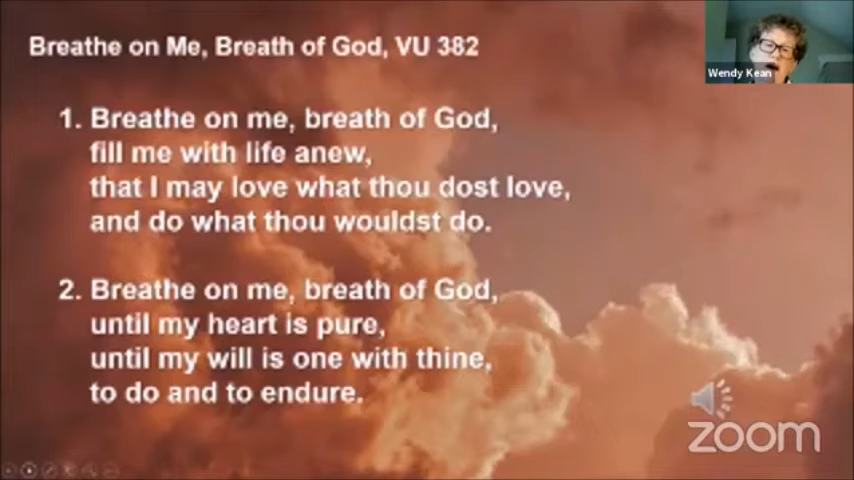 Breathe on Me, Breath of God, VU 382
Wendy Kean
1. Breathe on me, breath of God,
fill me with life anew,
that I may love what thou dost love,
and do what thou wouldst do.
2. Breathe on me, breath of God,
until my heart is pure,
until my will is one with thine,
to do and to endure.
zoom